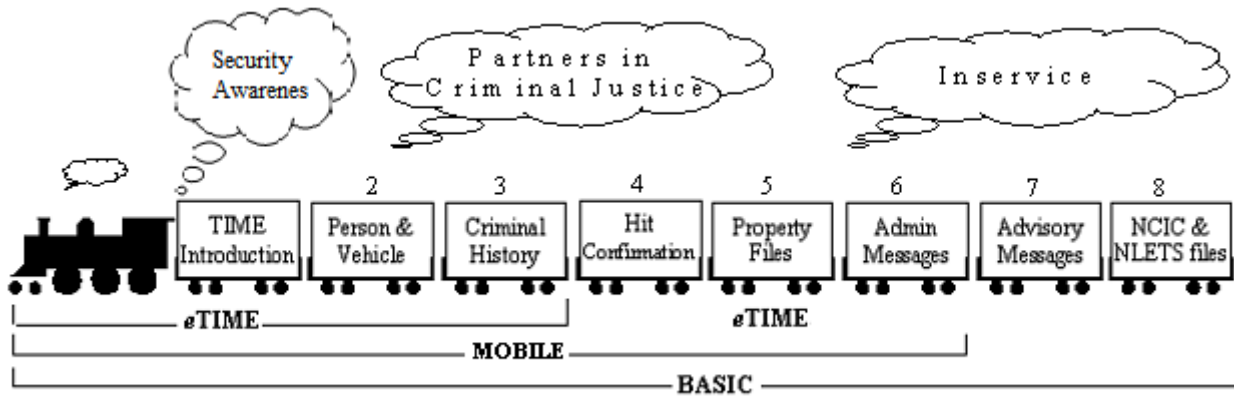 Security
Awarenes
Partners in
Criminal Justice
Inservice
2
3
4
5
6
7
8
TIME
Introduction
Person &
Vehicle
Criminal
History
Hit
Confirmation
Property
Files
Admin
Messages
Advisory
Messages
NCIC &
NLETS files
eTIME
eTIME
MOBILE
BASIC